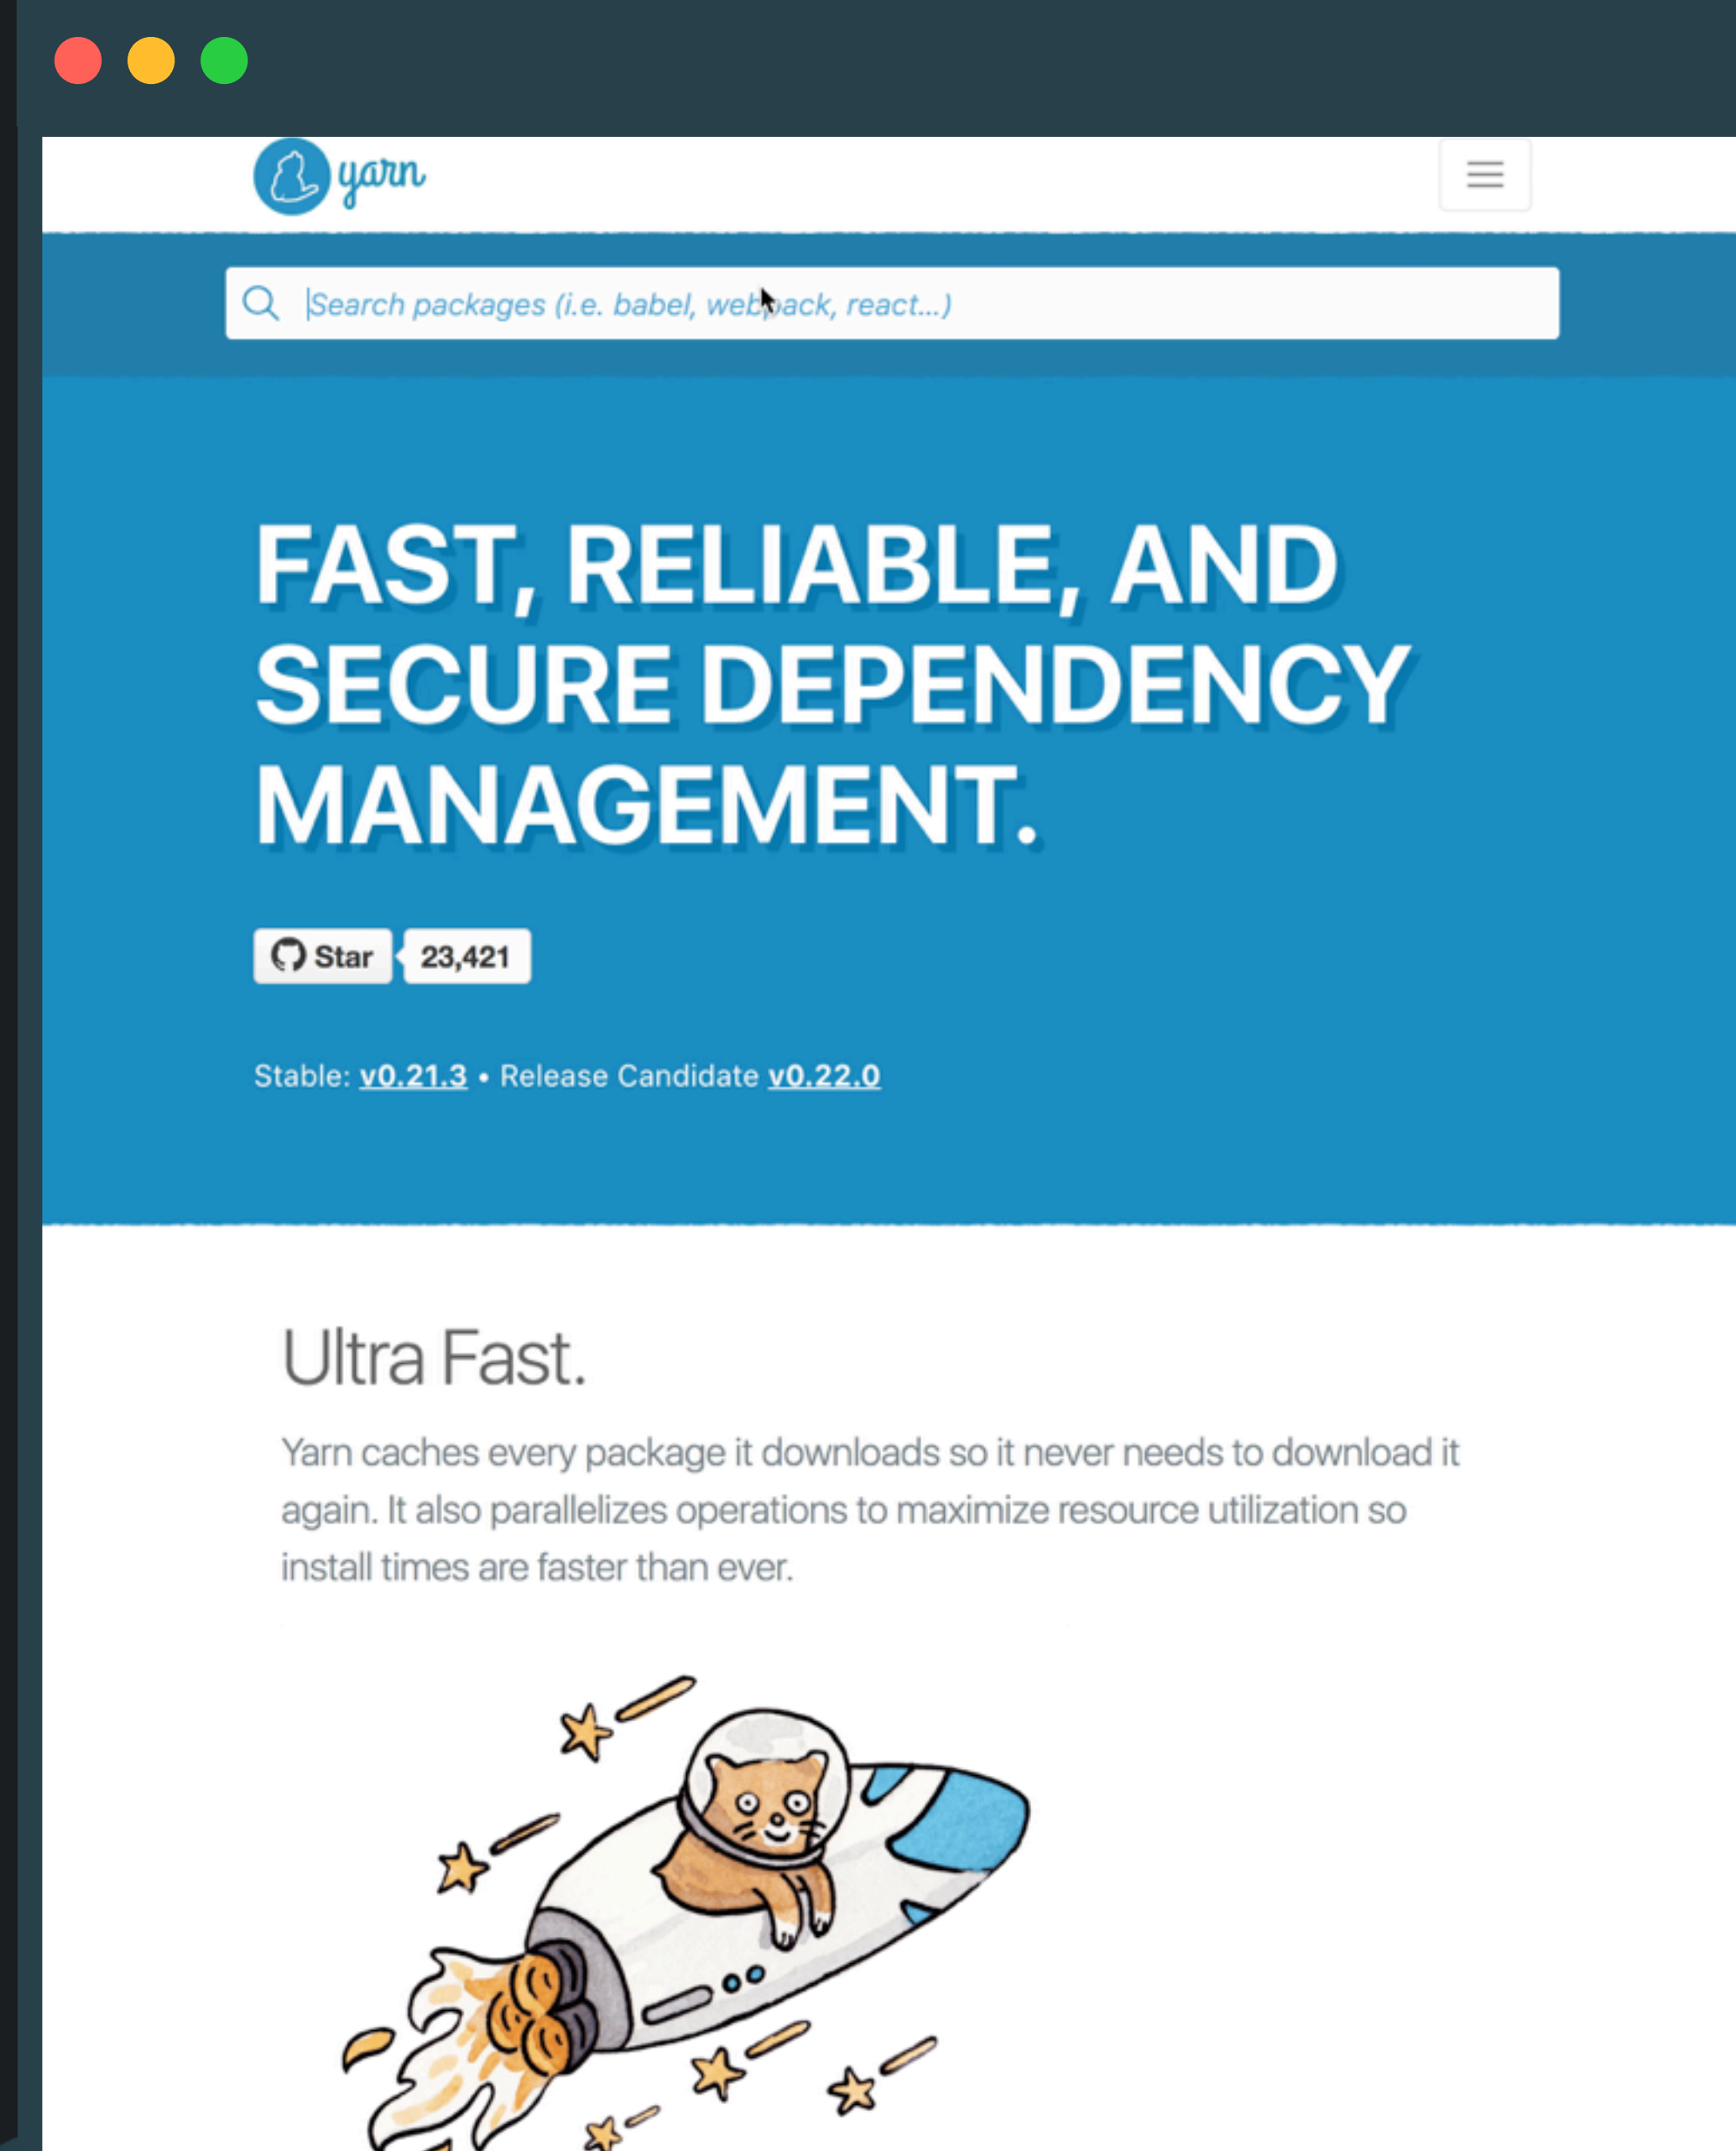 yarn
Search packages (i.e. babel, webpack, react...)
FAST, RELIABLE, AND
SECURE DEPENDENCY
MANAGEMENT.
Star 23,421
Stable: v0.21.3 • Release Candidate v0.22.0
Ultra Fast.
Yarn caches every package it downloads so it never needs to download it
again. It also parallelizes operations to maximize resource utilization so
install times are faster than ever.